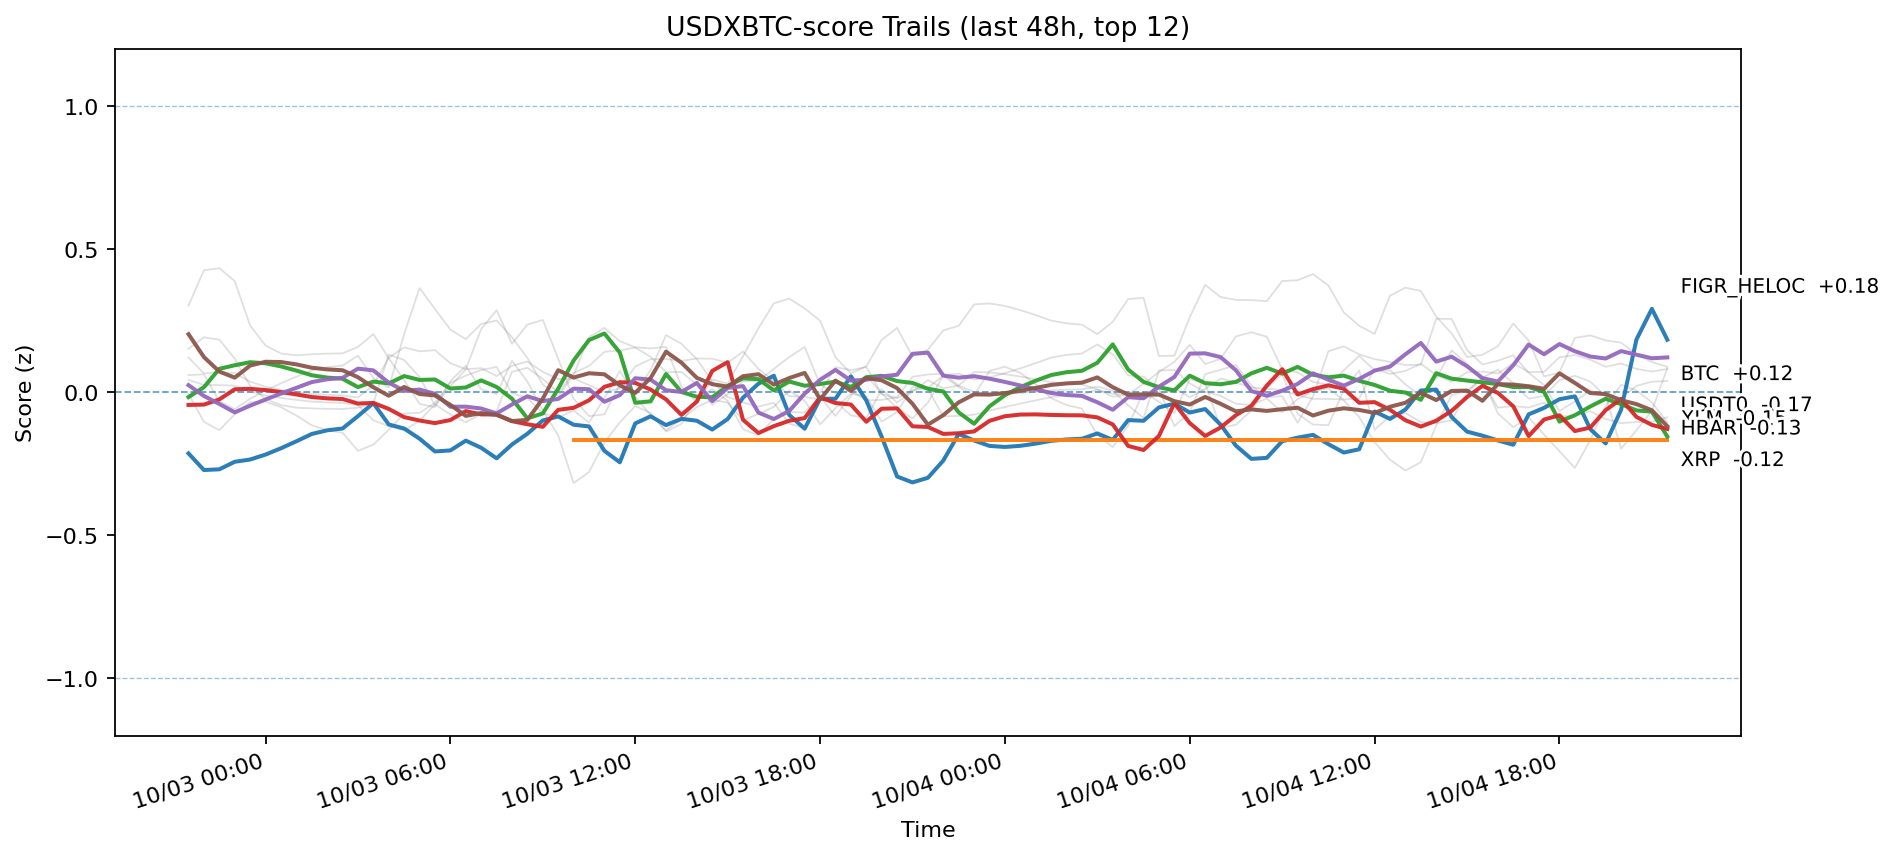 USDXBTC-score Trails (last 48h, top 12)
Score (z)
1.0
0.5
0.0
−0.5
−1.0
FIGR_HELOC +0.18
BTC +0.12
USDT0 -0.17
XLM -0.15
HBAR -0.13
XRP -0.12
10/03 00:00
10/03 06:00
10/03 12:00
10/03 18:00
10/04 00:00
10/04 06:00
10/04 12:00
10/04 18:00
Time